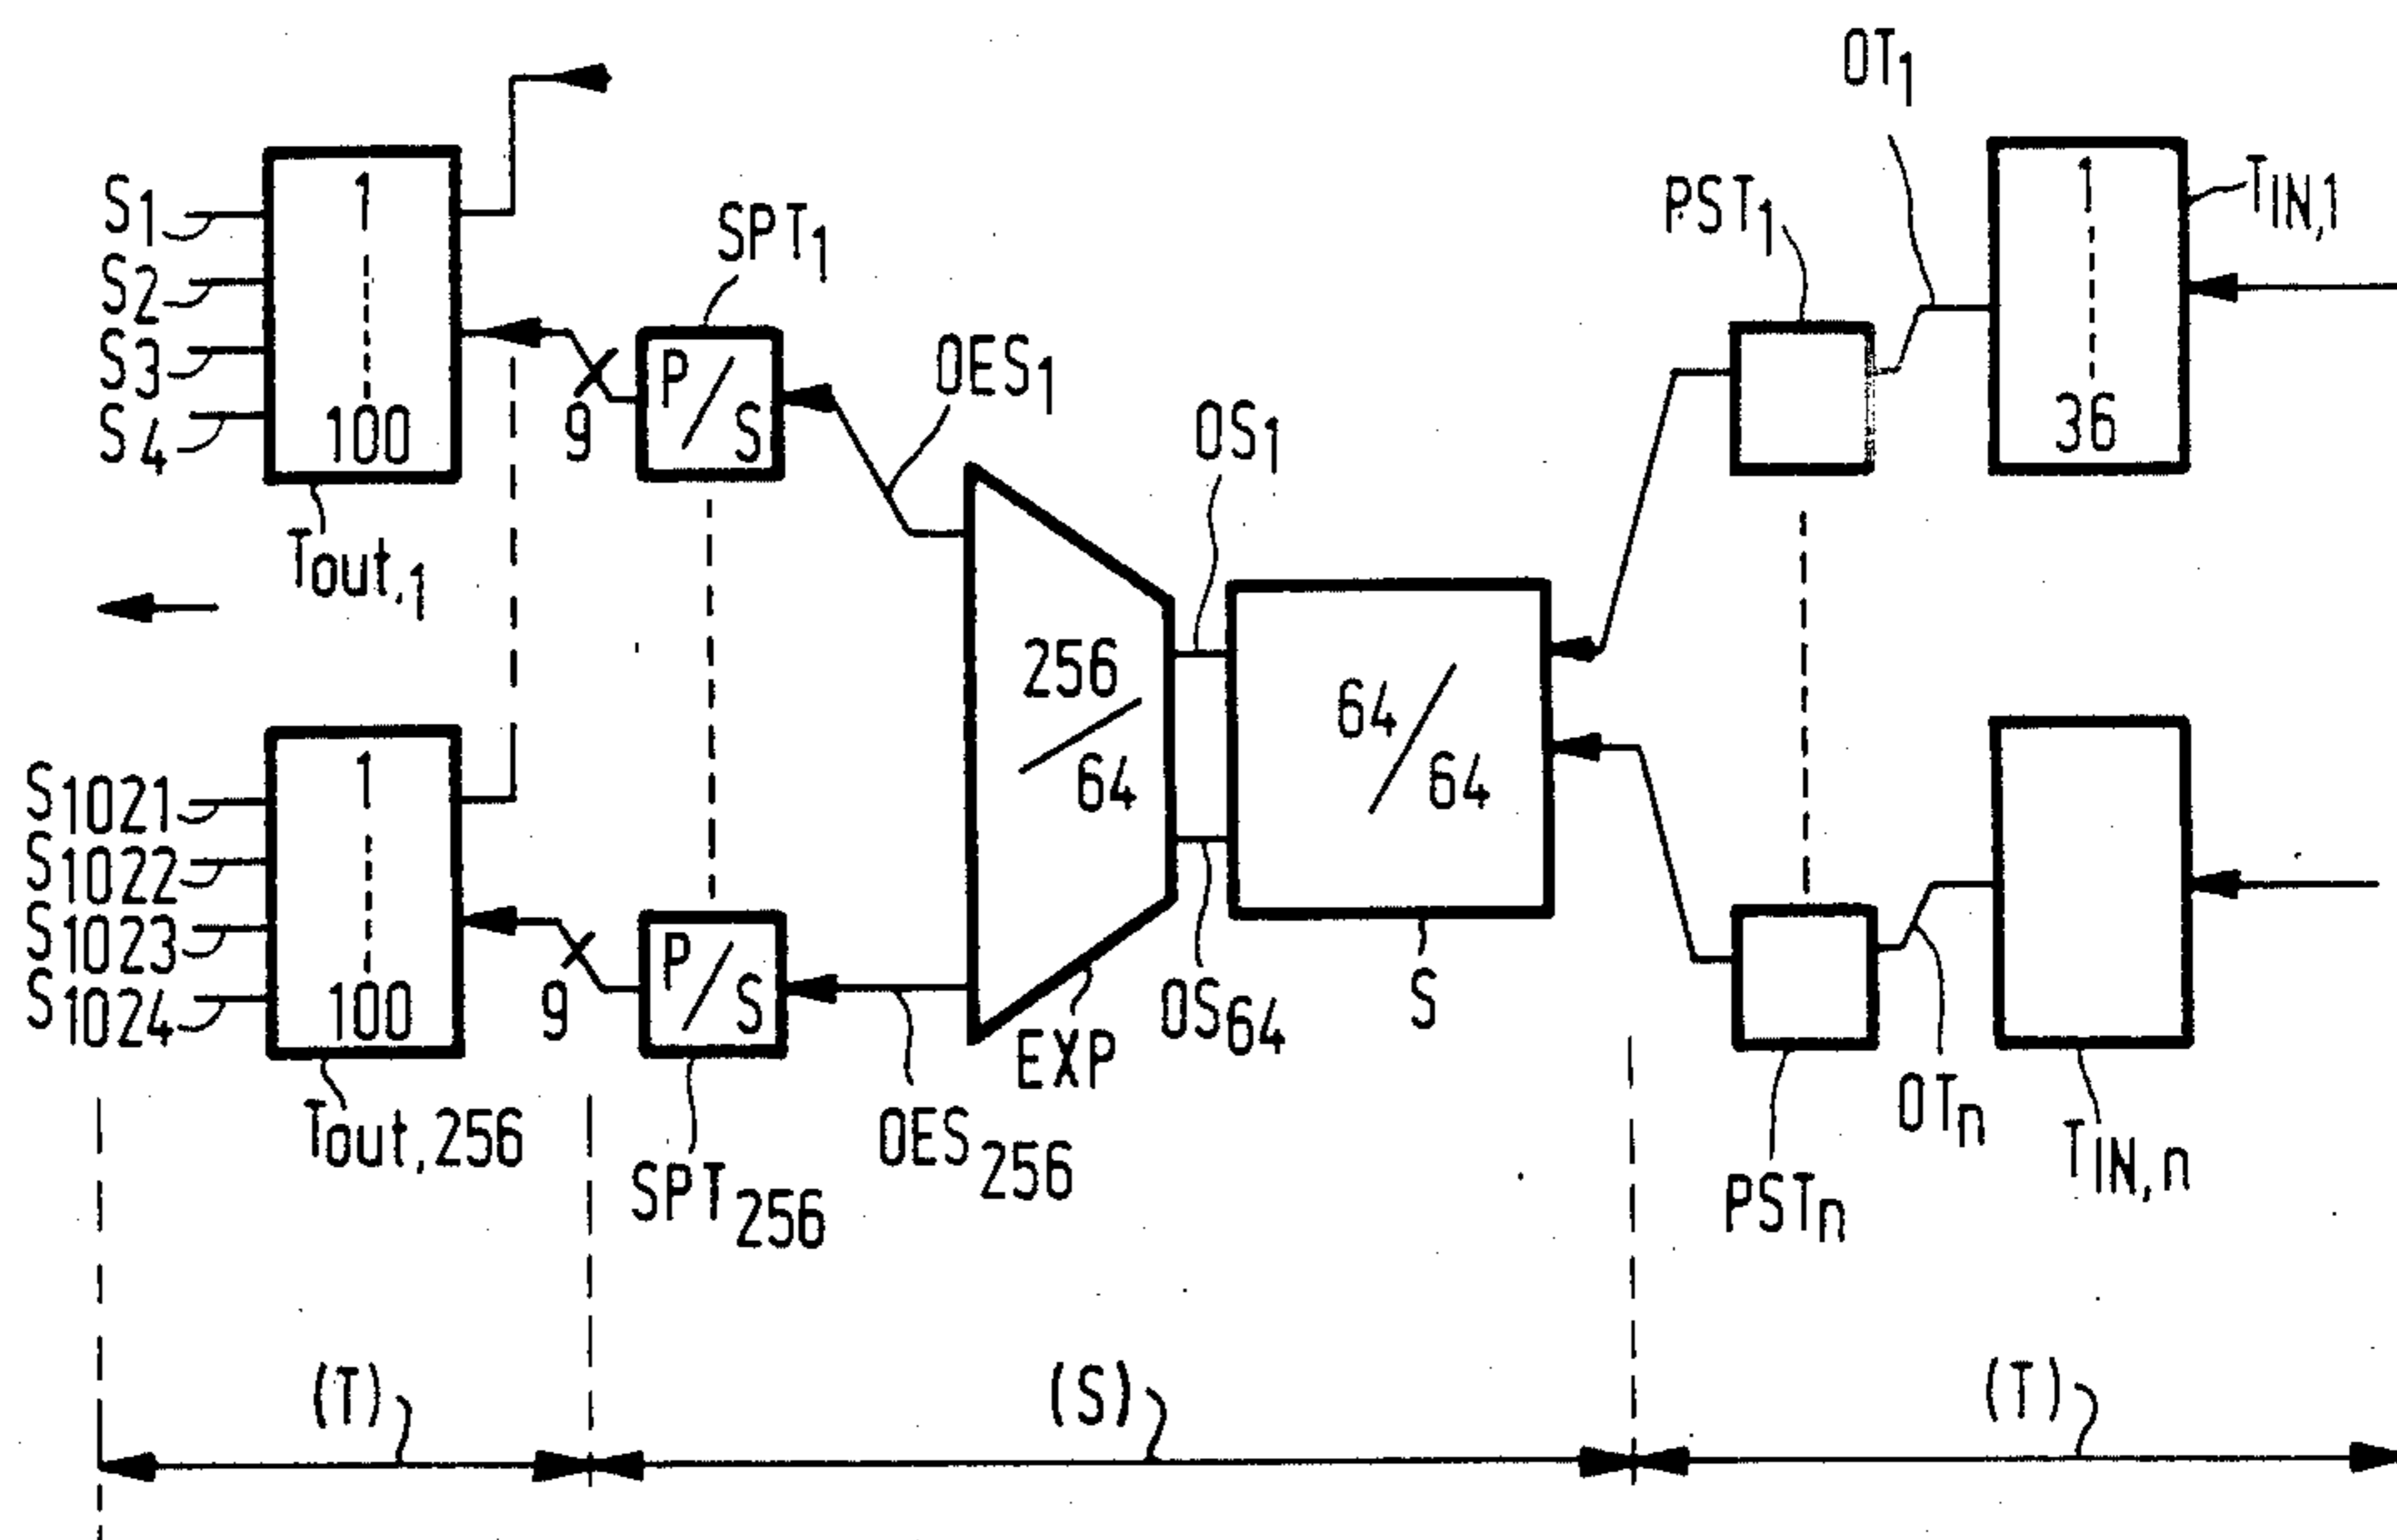 OT1
S1
S2
S3
S4
1
100
Tout,1
9
SPT1
P/S
OES1
OS1
PST1
1
36
TIN,1
256/64
64/64
S1021
S1022
S1023
S1024
1
100
Tout,256
9
P/S
SPT256
OES256
EXP
OS64
S
PSTn
OTn
TIN,n
(T)
(S)
(T)